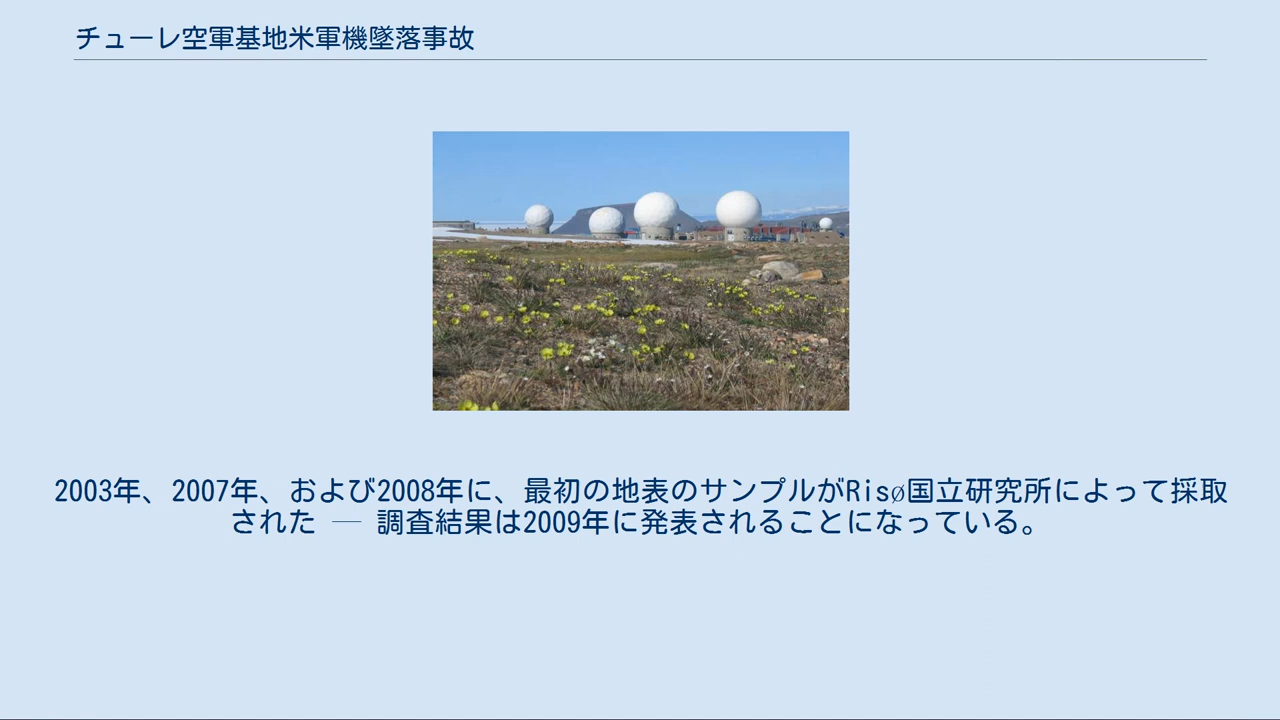 チューレ空軍基地米軍機墜落事故
2003年、2007年、および2008年に、最初の地表のサンプルがRisø国立研究所によって採取
された ― 調査結果は2009年に発表されることになっている。